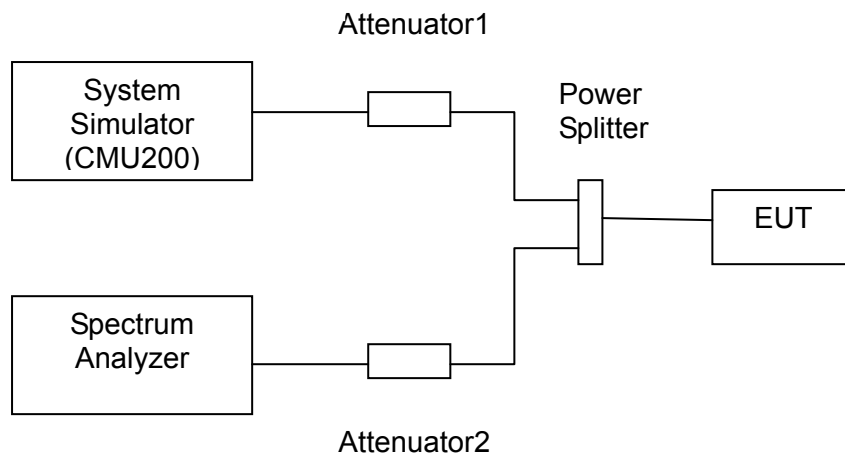 Attenuator1
System
Simulator
(CMU200)
Power
Splitter
EUT
Spectrum
Analyzer
Attenuator2